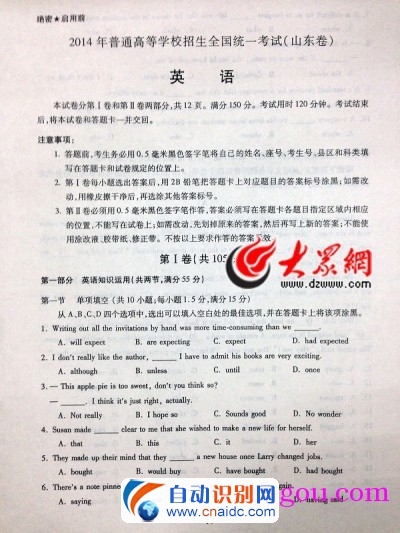 绝密★启用前
2014年普通高等学校招生全国统一考试(山东卷)
英 语
本试卷分第Ⅰ卷和第Ⅱ卷两部分,共12页。满分150分。考试用时120分钟。考试结束
后,将本试卷和答题卡一并交回。
注意事项:
1. 答题前,考生务必用0.5毫米黑色签字笔将自己的姓名、座号、考生号、县区和科类填
写在答题卡和试卷规定的位置上。
2. 第Ⅰ卷每小题选出答案后,用2B铅笔把答题卡上对应题目的答案标号涂黑;如需改
动,用橡皮擦干净后,再选涂其他答案标号。
3. 第Ⅱ卷必须用0.5毫米黑色签字笔作答,答案必须写在答题卡各题目指定区域内相应
的位置,不能写在试卷上;如需改动,先划掉原来的答案,然后再写上新的答案;不能使
用涂改液、胶带纸、修正带。不按以上要求作答的答案无效
第Ⅰ卷(共105
大众网
www.dzwww.com
第一部分 英语知识运用(共两节,满分55分)
第一节 单项填空(共10小题;每小题1.5分,满分15分)
从A、B、C、D四个选项中,选出可以填入空白处的最佳选项,并在答题卡上将该项涂黑。
1. Writing out all the invitations by hand was more time-consuming than we ______.
A. will expect B. are expecting C. expect D. had expected
2. I don't really like the author, ______ I have to admit his books are very exciting.
A. although B. unless C. until D. once
3. — This apple pie is too sweet, don't you think so?
— ______. I think it's just right, actually.
A. Not really B. I hope so C. Sounds good D. No wonder
4. Susan made ______ clear to me that she wished to make a new life for herself.
A. that B. this C. it D. her
5. They made up their mind that they ______ a new house once Larry changed jobs.
A. bought B. would buy C. have bought D. had bought
6. There's a note pinned gain.
A. saying D. said
自动识别网
www.cnaidc.com
gou.com